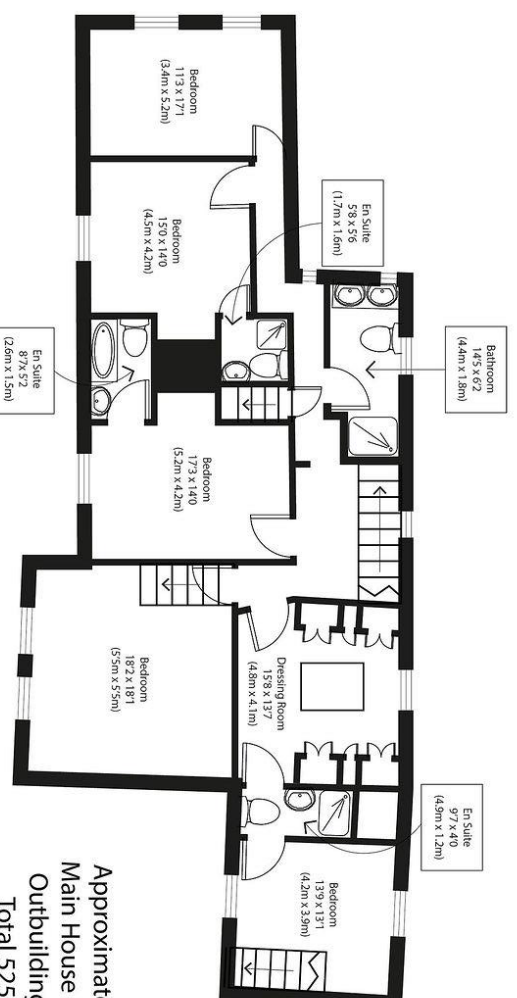 Bathroom
14'5 x 6'2
(4.4m x 1.8m)
En Suite
9'7 x 4'0
(4.9m x 1.2m)
En Suite
5'8 x 5'6
(1.7m x 1.6m)
Bedroom
13'9 x 13'1
(4.2m x 3.9m)
Dressing Room
15'8 x 13'7
(4.8m x 4.1m)
Bedroom
11'3 x 17'1
(3.4m x 5.2m)
Bedroom
15'0 x 14'0
(4.5m x 4.2m)
Bedroom
17'3 x 14'0
(5.2m x 4.2m)
Bedroom
18'2 x 18'1
(5'5m x 5'5m)
En Suite
8'7x 5'2
(2.6m x 1.5m)
Approximat
Main House
Outbuilding
Total 525